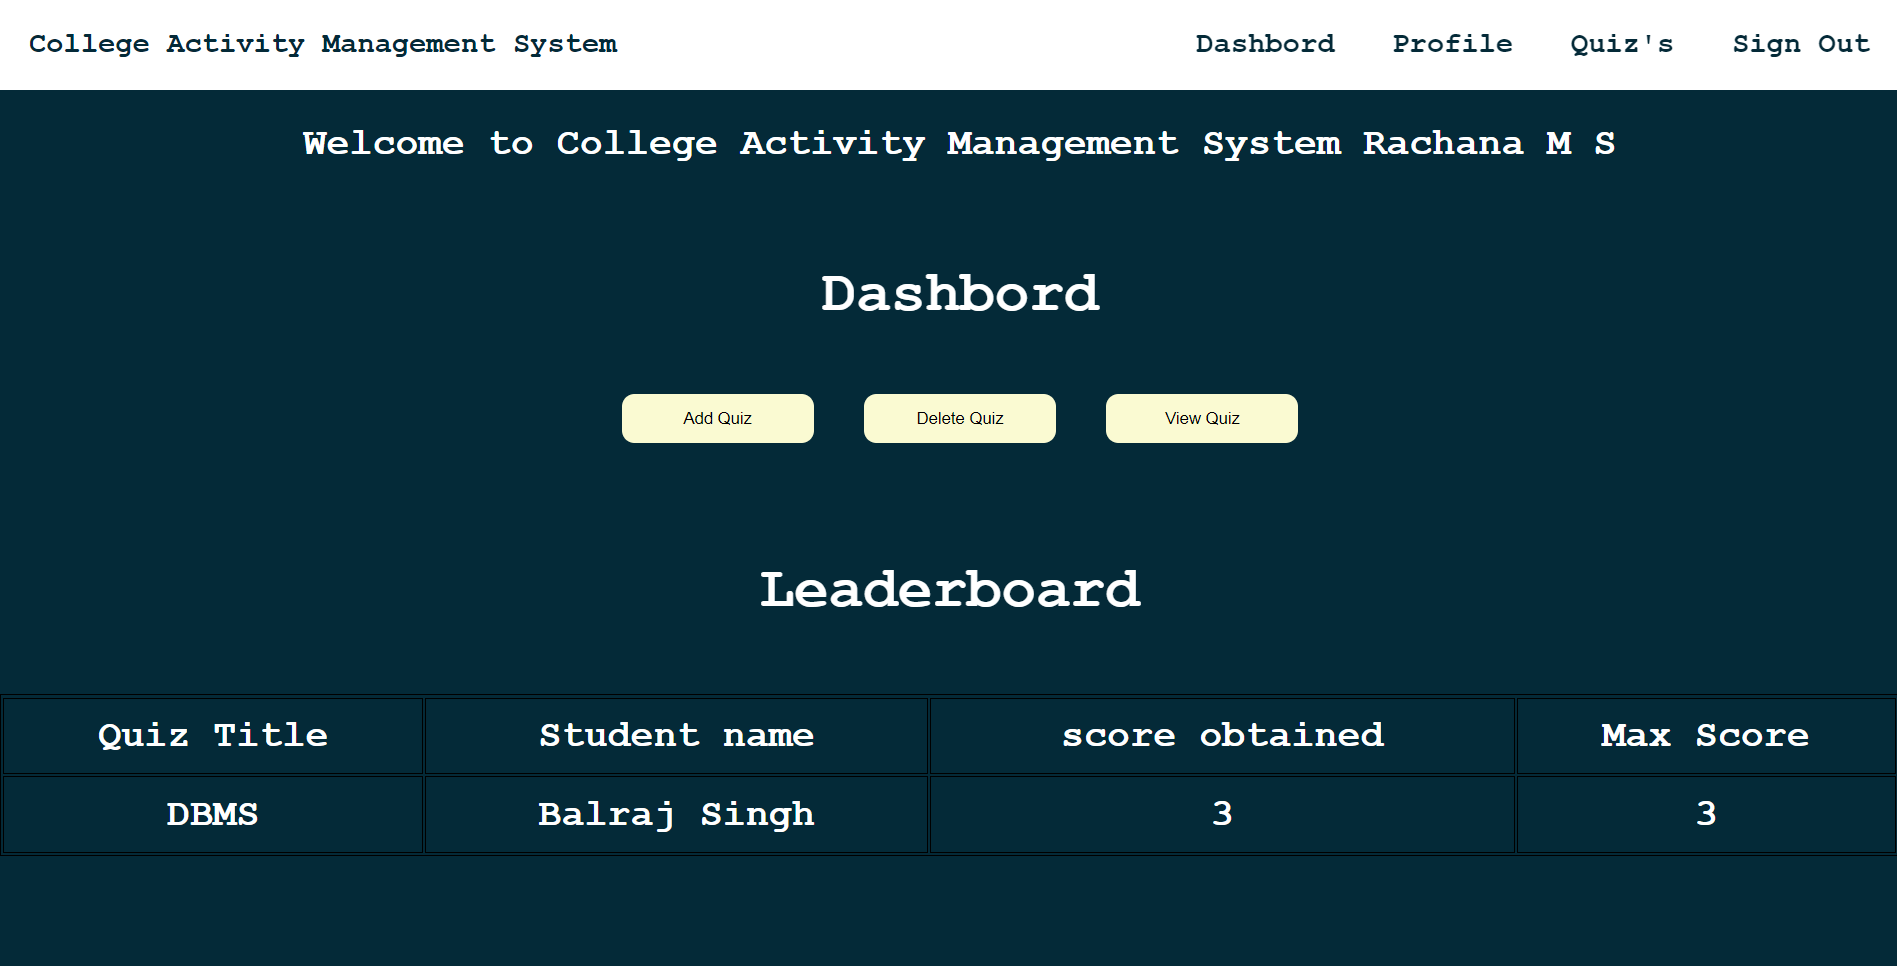 College Activity Management System Dashbord Profile Quiz's Sign Out
Welcome to College Activity Management System Rachana M S
Dashbord
Add Quiz Delete Quiz View Quiz
Leaderboard
Quiz Title Student name score obtained Max Score
DBMS Balraj Singh 3 3